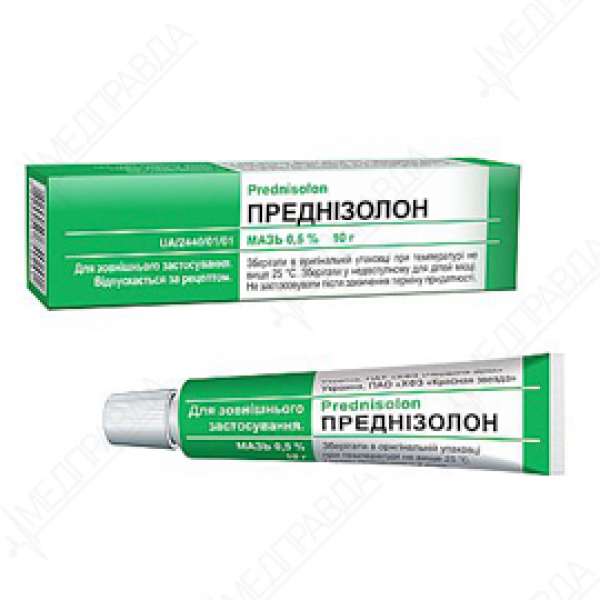 МЕДПРАВДА
Prednisolon
ПРЕДНІЗОЛОН
UA/2440/01/01
МАЗЬ 0,5 % 10 г
Для зовнішнього застосування.
Відпускається за рецептом.
Зберігати в оригінальній упаковці при температурі не
вище 25 °С. Зберігати у недоступному для дітей місці.
Не застосовувати після закінчення терміну придатності.
Украина, ПАО «ХФЗ «Красная звезда»
Prednisolon
ПРЕДНІЗОЛОН
Для зовнішнього
застосування.
МАЗЬ 0,5 %
10 г
Зберігати в оригінальній упаковці
при температурі не вище 25 °С.